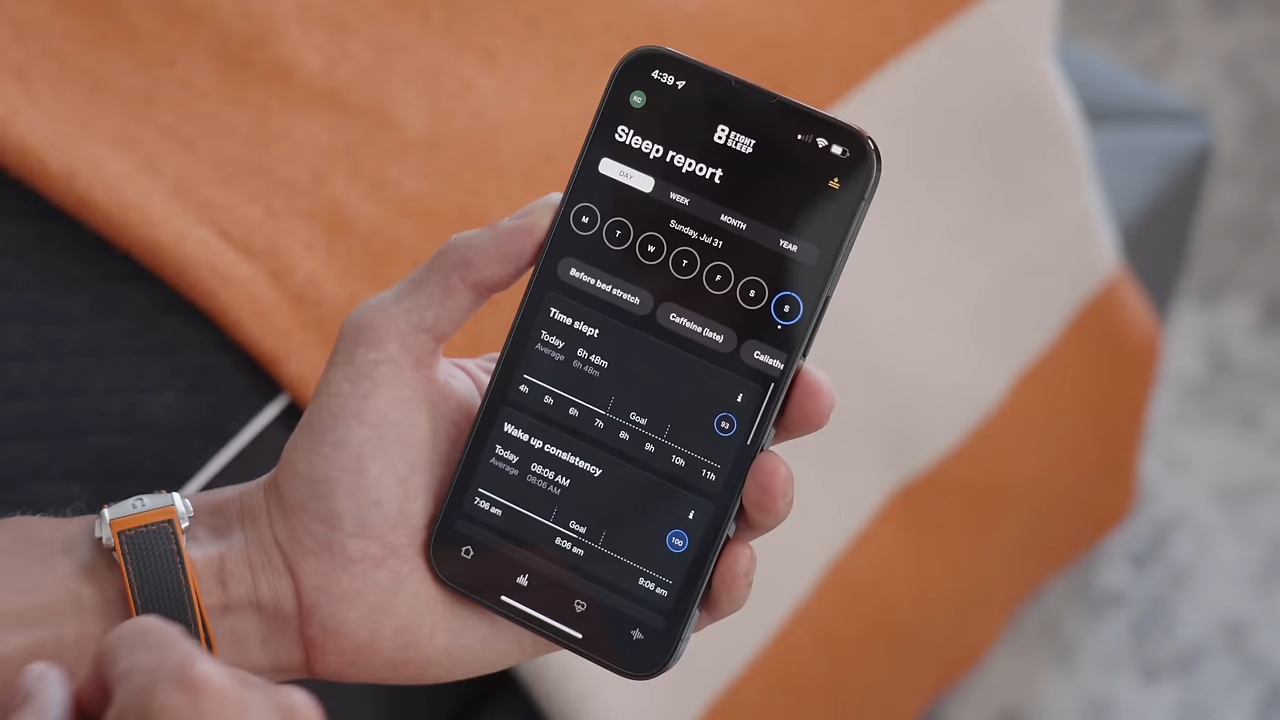 4:39
KC
8 EIGHT SLEEP
Sleep report
DAY WEEK MONTH YEAR
Sunday, Jul 31
M T W T F S S
Before bed stretch Caffeine (late) Calisthe
Time slept
Today 6h 48m
Average 6h 48m
Goal
93
4h 5h 6h 7h 8h 9h 10h 11h
Wake up consistency
Today 08:06 AM
Average 08:06 AM
Goal
100
7:06 am 8:06 am 9:06 am